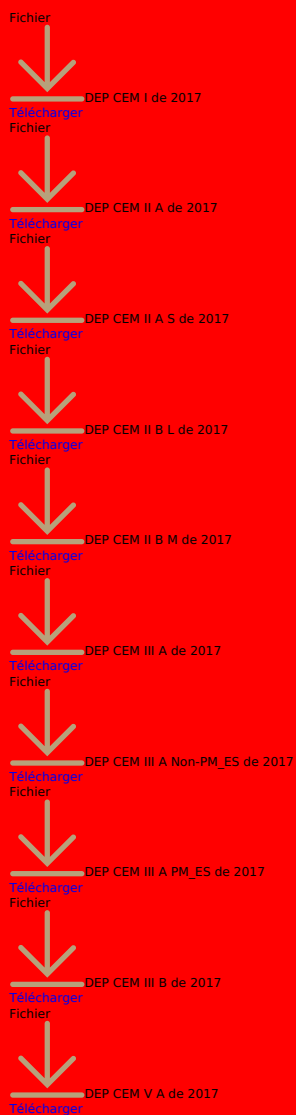 Fichier
DEP CEM I de 2017
Télécharger
Fichier
DEP CEM II A de 2017
Télécharger
Fichier
DEP CEM II A S de 2017
Télécharger
Fichier
DEP CEM II B L de 2017
Télécharger
Fichier
DEP CEM II B M de 2017
Télécharger
Fichier
DEP CEM III A de 2017
Télécharger
Fichier
DEP CEM III A Non-PM_ES de 2017
Télécharger
Fichier
DEP CEM III A PM_ES de 2017
Télécharger
Fichier
DEP CEM III B de 2017
Télécharger
Fichier
DEP CEM V A de 2017
Télécharger